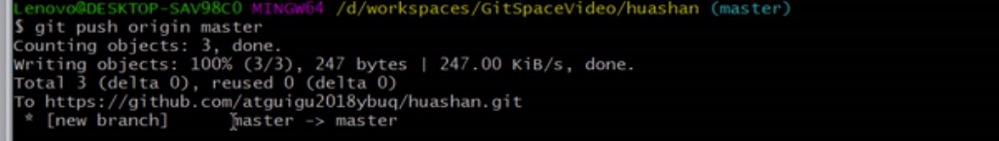 Lenovo@DESKTOP-SAV98C0 MINGW64 /d/workspaces/GitSpaceVideo/huashan (master)
$ git push origin master
Counting objects: 3, done.
Writing objects: 100% (3/3), 247 bytes | 247.00 KiB/s, done.
Total 3 (delta 0), reused 0 (delta 0)
To https://github.com/atguigu2018ybuq/huashan.git
 * [new branch]      master -> master